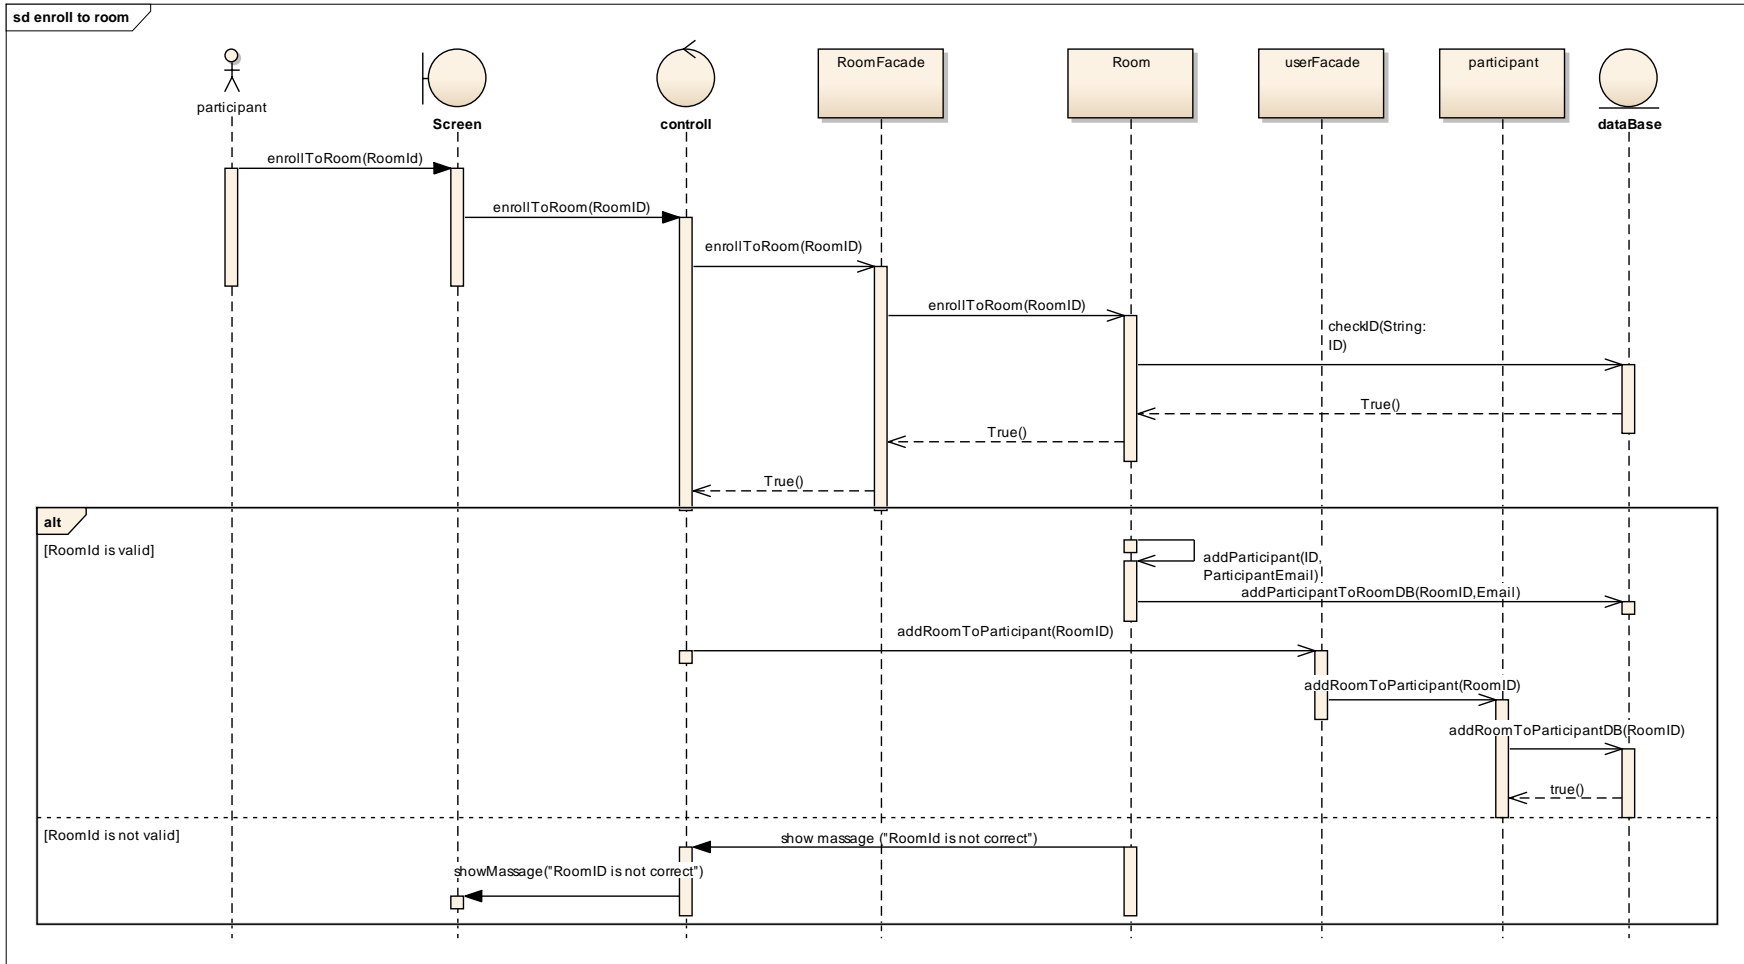 sd enroll to room
participant
Screen
controll
RoomFacade
Room
userFacade
participant
dataBase
enrollToRoom(RoomId)
enrollToRoom(RoomID)
enrollToRoom(RoomID)
enrollToRoom(RoomID)
checkID(String:
ID)
True()
True()
True()
alt
[RoomId is valid]
addParticipant(ID,
ParticipantEmail)
addParticipantToRoomDB(RoomID,Email)
addRoomToParticipant(RoomID)
addRoomToParticipant(RoomID)
addRoomToParticipantDB(RoomID)
true()
[RoomId is not valid]
show massage ("RoomId is not correct")
showMassage("RoomID is not correct")